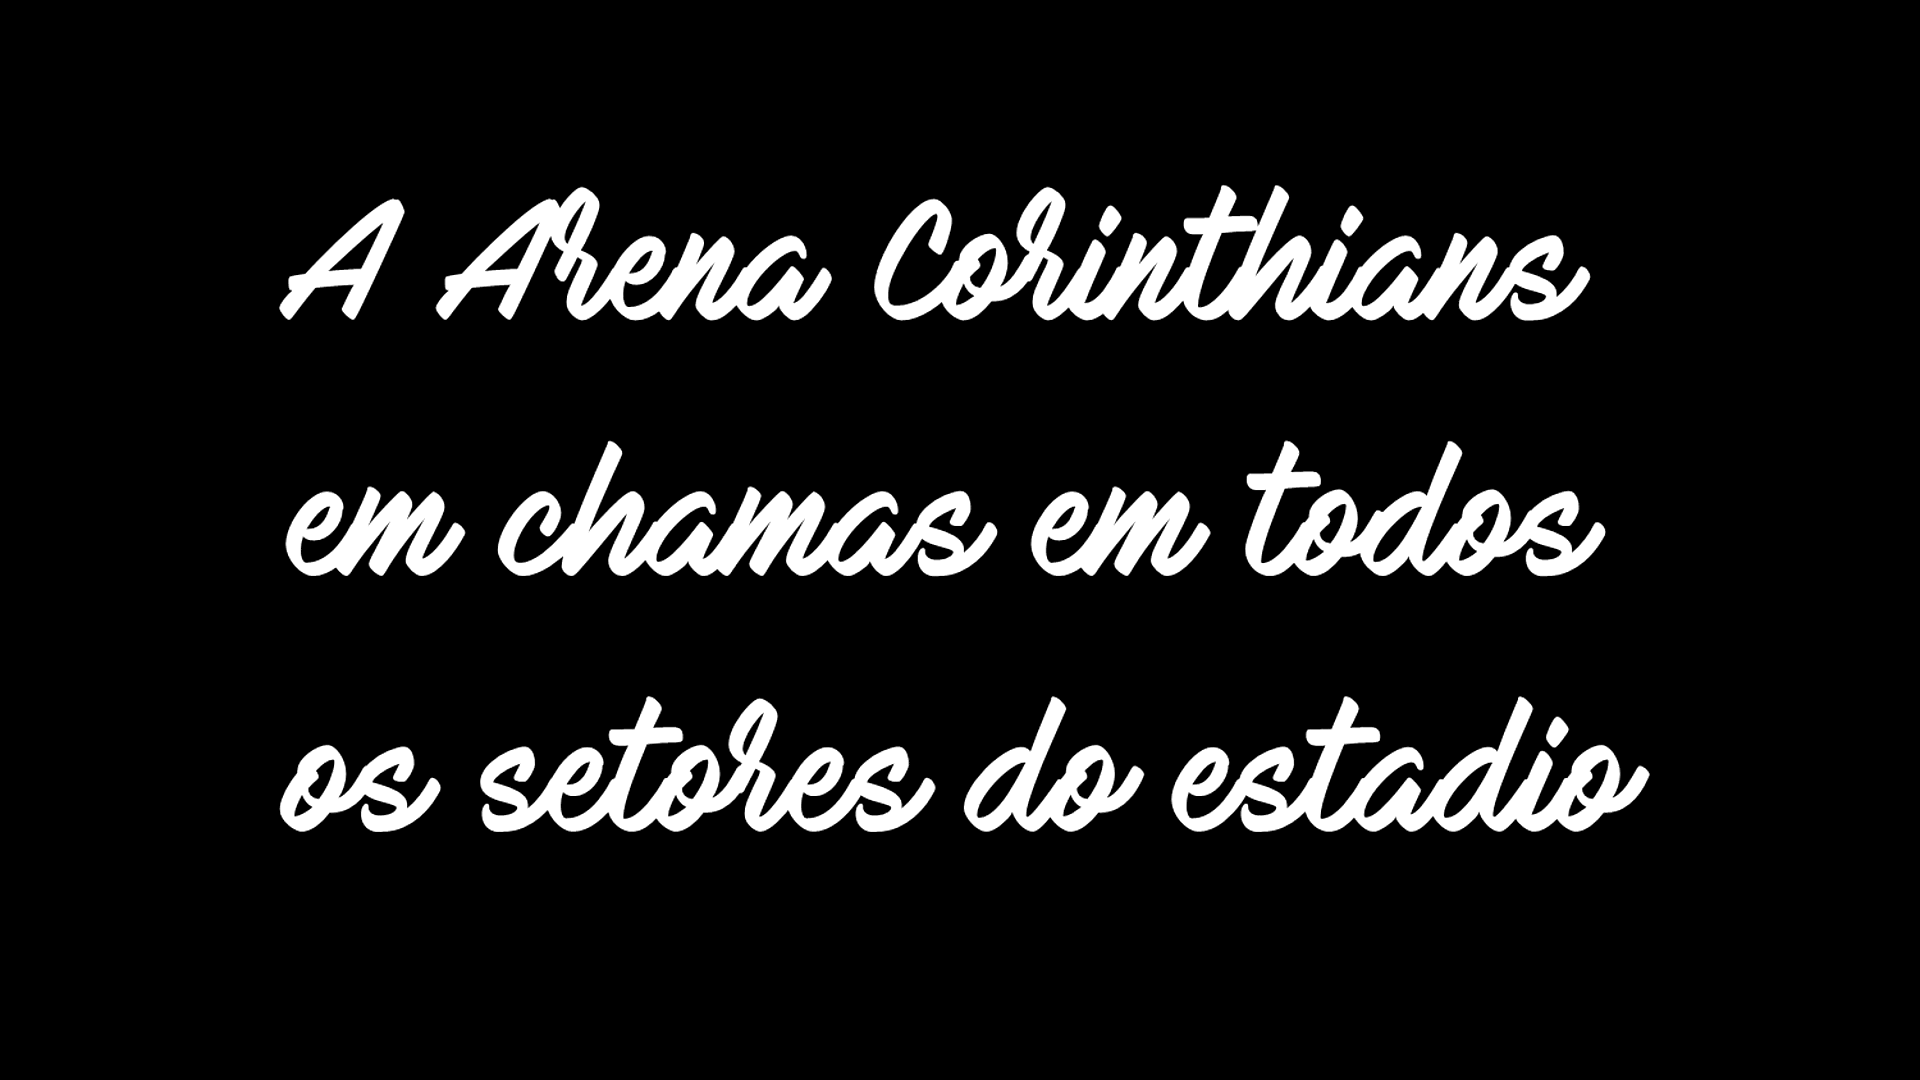 A Arena Corinthians
em chamas em todos
os setores do estadio